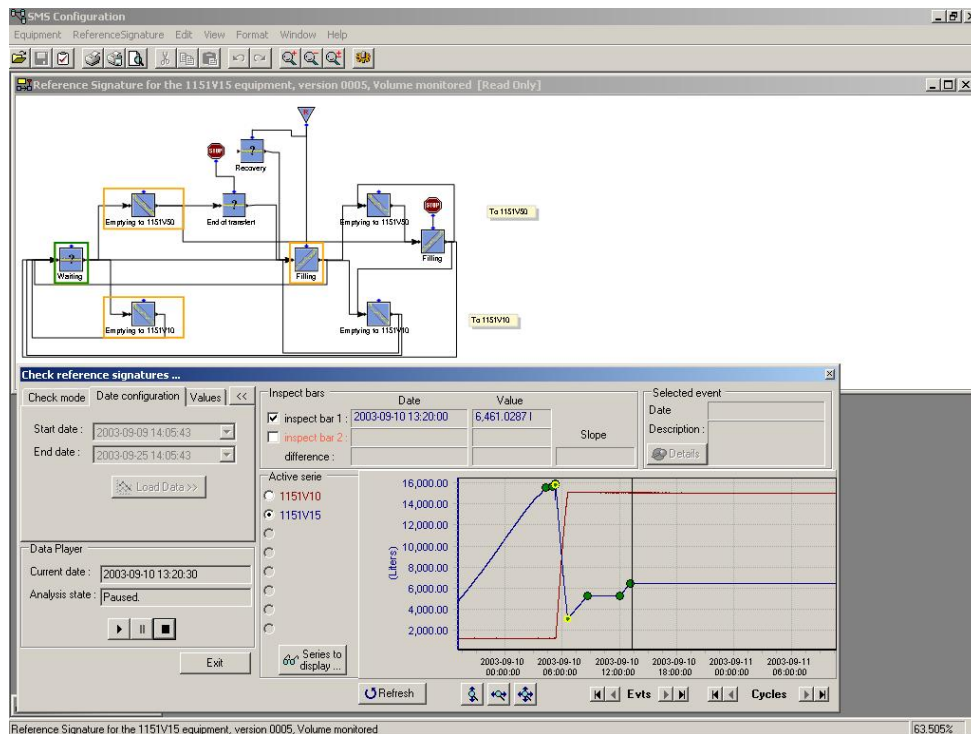 SMS Configuration
Equipment ReferenceSignature Edit View Format Window Help
Reference Signature for the 1151V15 equipment, version 0005, Volume monitored [Read Only]
R
STOP
?
Recovery
Emptying to 1151V50
?
End of transfert
Emptying to 1151V50
STOP
To 1151V50
?
Waiting
Filling
Filling
Emptying to 1151V10
Emptying to 1151V10
To 1151V10
Check reference signatures ...
Check mode Date configuration Values <<
Start date : 2003-09-09 14:05:43
End date : 2003-09-25 14:05:43
Load Data >>
Inspect bars
Date Value
inspect bar 1 : 2003-09-10 13:20:00 6,461.0287 l
inspect bar 2 :
Slope
difference :
Selected event
Date
Description :
Details
Active serie
1151V10
1151V15
Series to
display ...
Data Player
Current date : 2003-09-10 13:20:30
Analysis state : Paused.
Exit
(Liters)
16,000.00
14,000.00
12,000.00
10,000.00
8,000.00
6,000.00
4,000.00
2,000.00
2003-09-10 2003-09-10 2003-09-10 2003-09-10 2003-09-11 2003-09-11
00:00:00 06:00:00 12:00:00 18:00:00 00:00:00 06:00:00
Refresh
Evts
Cycles
Reference Signature for the 1151V15 equipment, version 0005, Volume monitored
63.505%